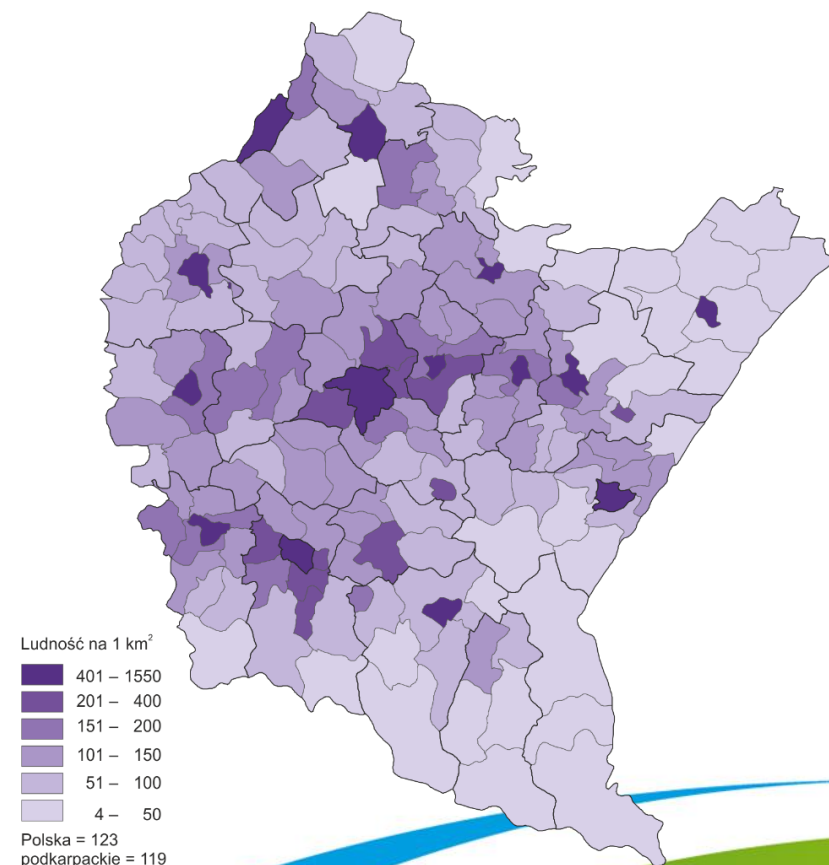 Ludność na 1 km²
401 – 1550
201 – 400
151 – 200
101 – 150
51 – 100
4 – 50
Polska = 123
podkarpackie = 119